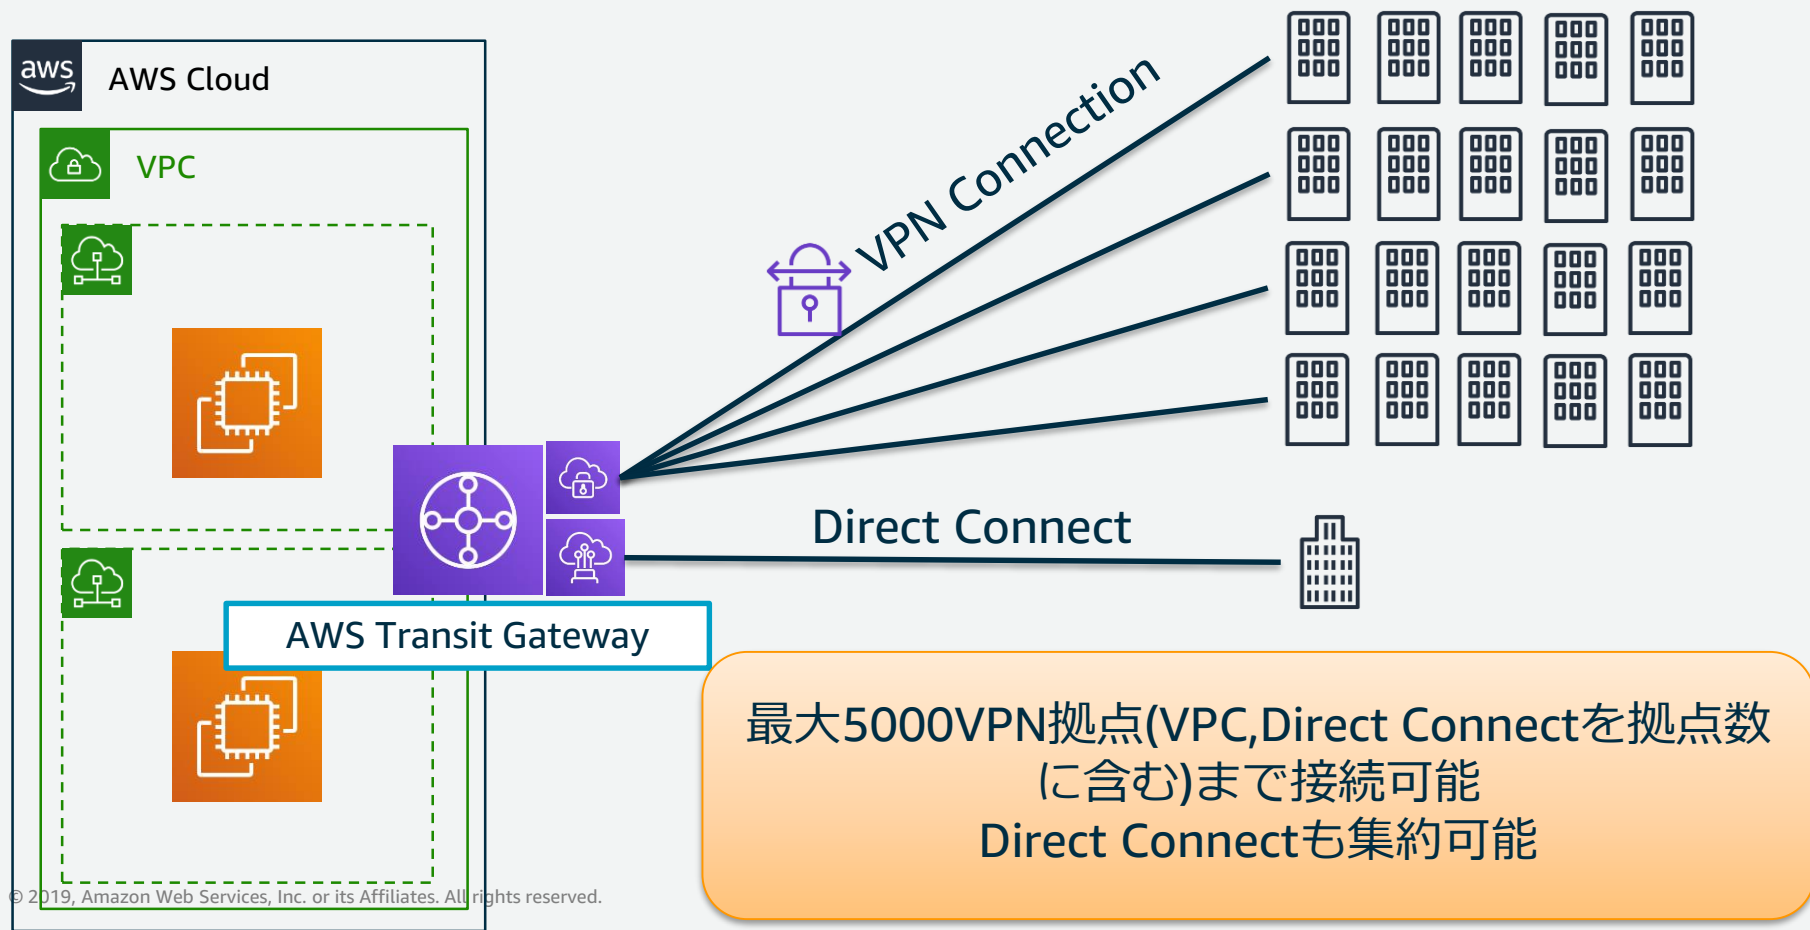 aws
AWS Cloud
VPC
VPN Connection
Direct Connect
AWS Transit Gateway
最大5000VPN拠点(VPC,Direct Connectを拠点数
に含む)まで接続可能
Direct Connectも集約可能
© 2019, Amazon Web Services, Inc. or its Affiliates. All rights reserved.